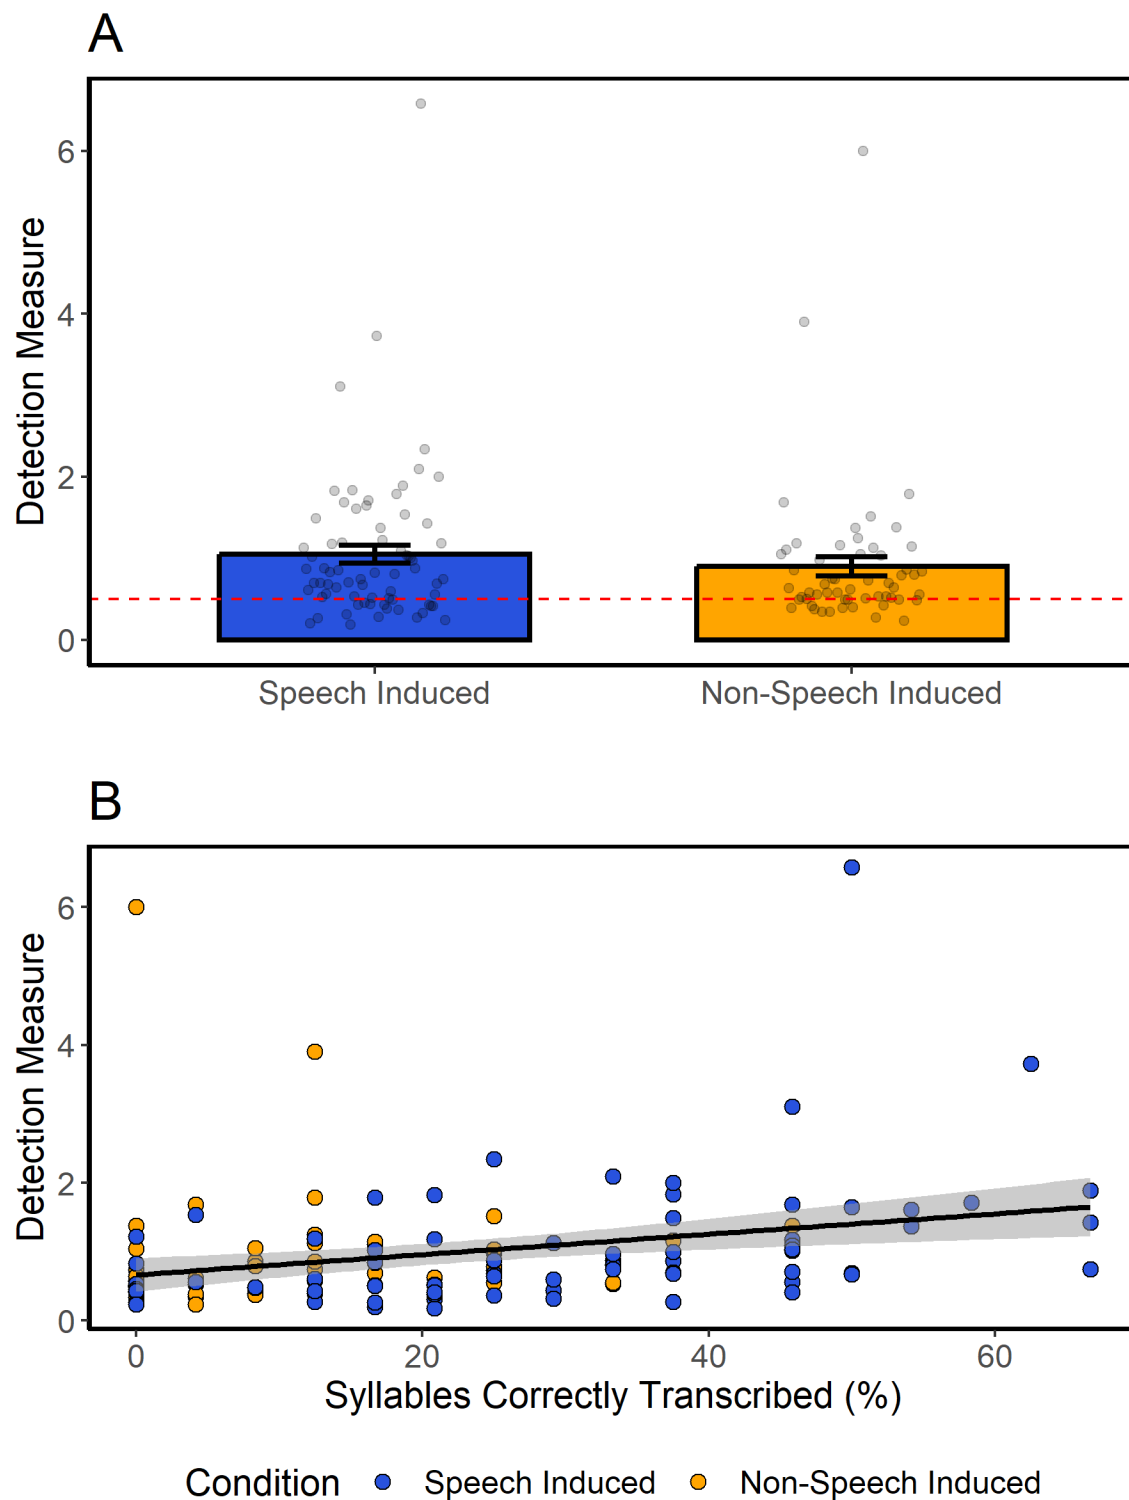 A
Detection Measure
6
4
2
0
Speech Induced
Non-Speech Induced
B
Detection Measure
6
4
2
0
0
20
40
60
Syllables Correctly Transcribed (%)
Condition
Speech Induced
Non-Speech Induced